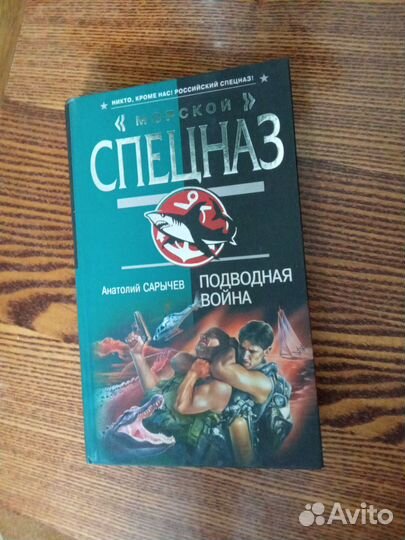 НИКТО, КРОМЕ НАС! РОССИЙСКИЙ СПЕЦНАЗ!
« МОРСКОЙ »
СПЕЦНАЗ
Анатолий САРЫЧЕВ
ПОДВОДНАЯ
ВОЙНА
Avito